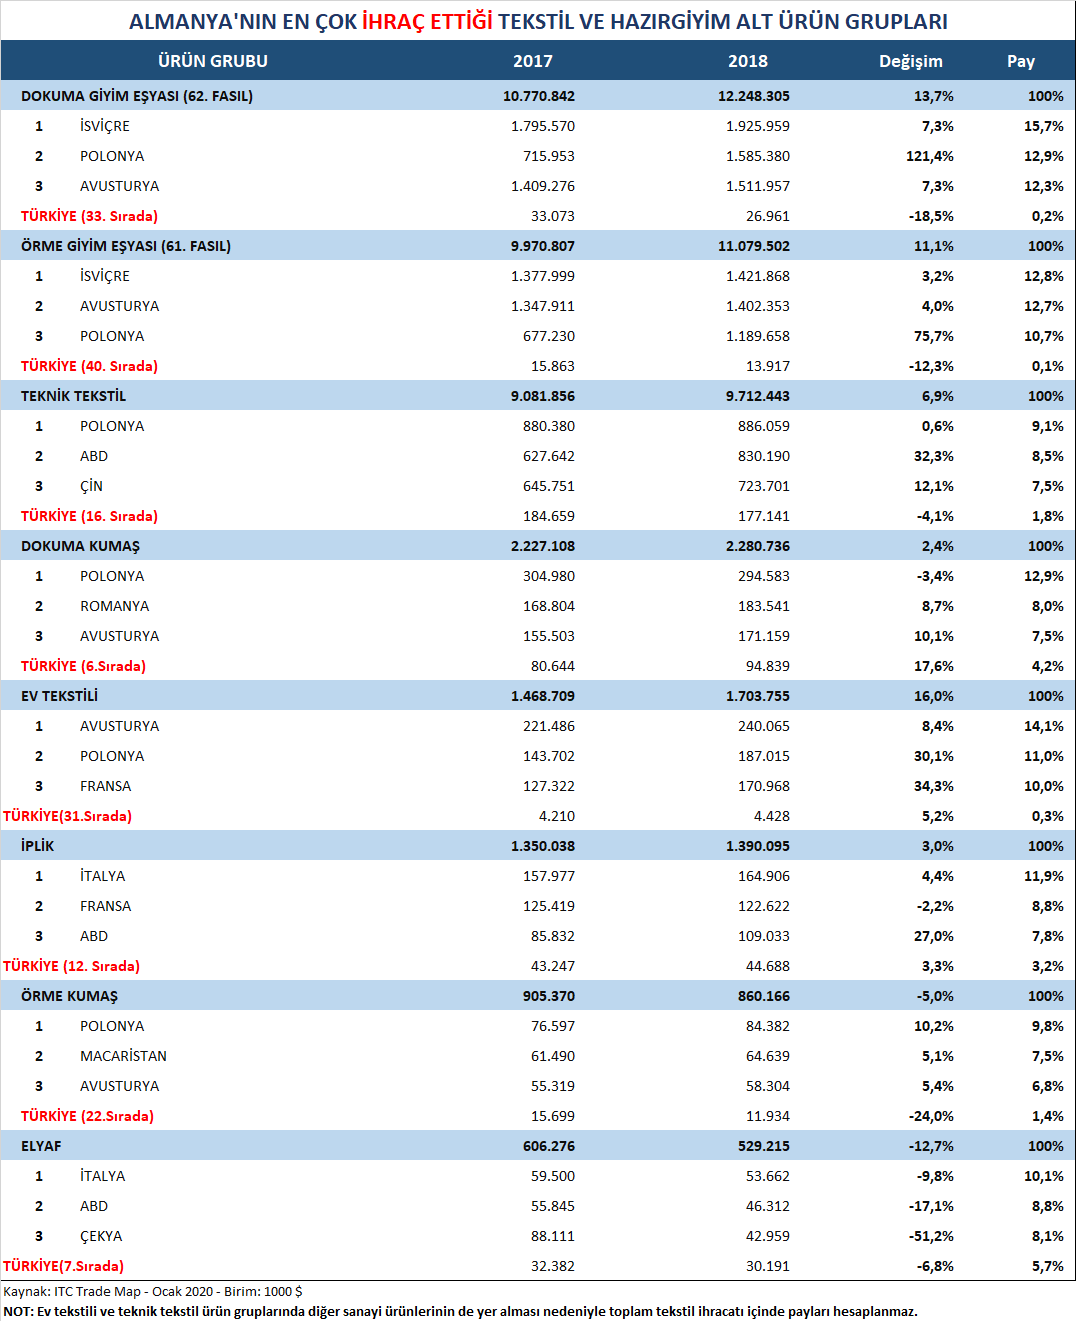 ALMANYA'NIN EN ÇOK İHRAÇ ETTİĞİ TEKSTİL VE HAZIRGİYİM ALT ÜRÜN GRUPLARI
ÜRÜN GRUBU 2017 2018 Değişim Pay
DOKUMA GİYİM EŞYASI (62. FASIL) 10.770.842 12.248.305 13,7% 100%
1 İSVİÇRE 1.795.570 1.925.959 7,3% 15,7%
2 POLONYA 715.953 1.585.380 121,4% 12,9%
3 AVUSTURYA 1.409.276 1.511.957 7,3% 12,3%
TÜRKİYE (33. Sırada) 33.073 26.961 -18,5% 0,2%
ÖRME GİYİM EŞYASI (61. FASIL) 9.970.807 11.079.502 11,1% 100%
1 İSVİÇRE 1.377.999 1.421.868 3,2% 12,8%
2 AVUSTURYA 1.347.911 1.402.353 4,0% 12,7%
3 POLONYA 677.230 1.189.658 75,7% 10,7%
TÜRKİYE (40. Sırada) 15.863 13.917 -12,3% 0,1%
TEKNİK TEKSTİL 9.081.856 9.712.443 6,9% 100%
1 POLONYA 880.380 886.059 0,6% 9,1%
2 ABD 627.642 830.190 32,3% 8,5%
3 ÇİN 645.751 723.701 12,1% 7,5%
TÜRKİYE (16. Sırada) 184.659 177.141 -4,1% 1,8%
DOKUMA KUMAŞ 2.227.108 2.280.736 2,4% 100%
1 POLONYA 304.980 294.583 -3,4% 12,9%
2 ROMANYA 168.804 183.541 8,7% 8,0%
3 AVUSTURYA 155.503 171.159 10,1% 7,5%
TÜRKİYE (6.Sırada) 80.644 94.839 17,6% 4,2%
EV TEKSTİLİ 1.468.709 1.703.755 16,0% 100%
1 AVUSTURYA 221.486 240.065 8,4% 14,1%
2 POLONYA 143.702 187.015 30,1% 11,0%
3 FRANSA 127.322 170.968 34,3% 10,0%
TÜRKİYE(31.Sırada) 4.210 4.428 5,2% 0,3%
İPLİK 1.350.038 1.390.095 3,0% 100%
1 İTALYA 157.977 164.906 4,4% 11,9%
2 FRANSA 125.419 122.622 -2,2% 8,8%
3 ABD 85.832 109.033 27,0% 7,8%
TÜRKİYE (12. Sırada) 43.247 44.688 3,3% 3,2%
ÖRME KUMAŞ 905.370 860.166 -5,0% 100%
1 POLONYA 76.597 84.382 10,2% 9,8%
2 MACARİSTAN 61.490 64.639 5,1% 7,5%
3 AVUSTURYA 55.319 58.304 5,4% 6,8%
TÜRKİYE (22.Sırada) 15.699 11.934 -24,0% 1,4%
ELYAF 606.276 529.215 -12,7% 100%
1 İTALYA 59.500 53.662 -9,8% 10,1%
2 ABD 55.845 46.312 -17,1% 8,8%
3 ÇEKYA 88.111 42.959 -51,2% 8,1%
TÜRKİYE(7.Sırada) 32.382 30.191 -6,8% 5,7%
Kaynak: ITC Trade Map - Ocak 2020 - Birim: 1000 $
NOT: Ev tekstili ve teknik tekstil ürün gruplarında diğer sanayi ürünlerinin de yer alması nedeniyle toplam tekstil ihracatı içinde payları hesaplanmaz.